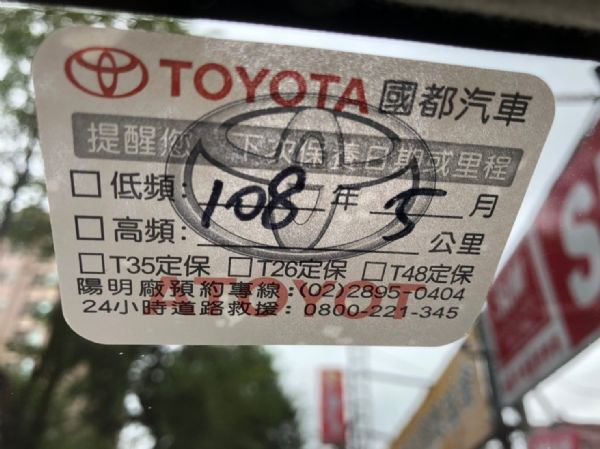 TOYOTA 國都汽車
提醒您 下次保養日期或里程
低頻: 108 年 5 月
高頻: 公里
T35定保 T26定保 T48定保
陽明廠預約專線:(02)2895-0404
24小時道路救援: 0800-221-345